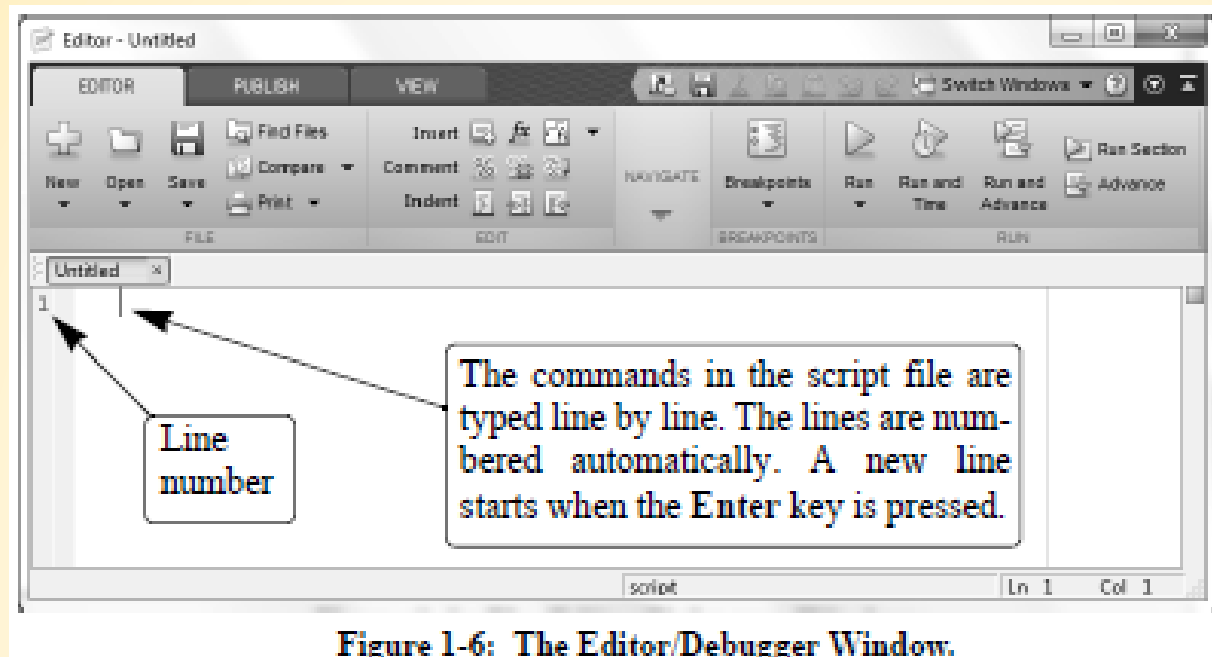 Editor - Untitled
EDITOR PUBLISH VIEW
Switch Windows
New Open Save
Find Files
Compare
Print
FILE
Insert fx
Comment
Indent
EDIT
NAVIGATE
Breakpoints
BREAKPOINTS
Run
Run and
Time
Run and
Advance
Run Section
Advance
RUN
Untitled
1
Line
number
The commands in the script file are
typed line by line. The lines are num-
bered automatically. A new line
starts when the Enter key is pressed.
script Ln 1 Col 1
Figure 1-6: The Editor/Debugger Window.